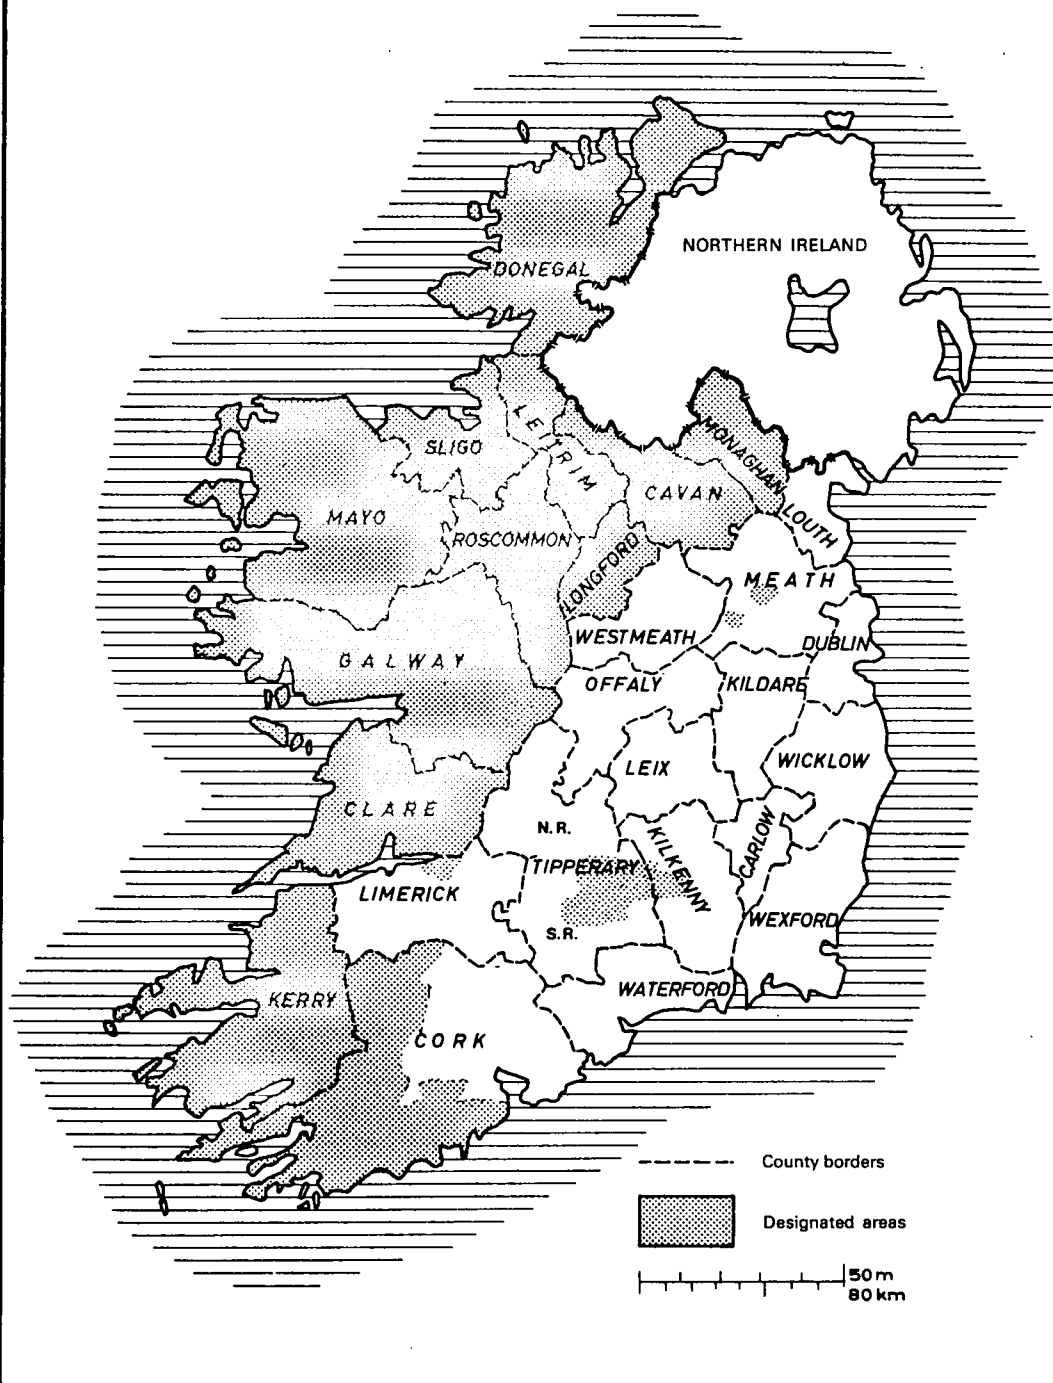 NORTHERN IRELAND
DONEGAL
LEITRIM
MONAGHAN
SLIGO
CAVAN
MAYO
LOUTH
ROSCOMMON
LONGFORD
MEATH
WESTMEATH
DUBLIN
GALWAY
OFFALY
KILDARE
LEIX
WICKLOW
CLARE
N.R.
KILKENNY
CARLOW
TIPPERARY
LIMERICK
WEXFORD
S.R.
WATERFORD
KERRY
CORK
County borders
Designated areas
50 m
80 km